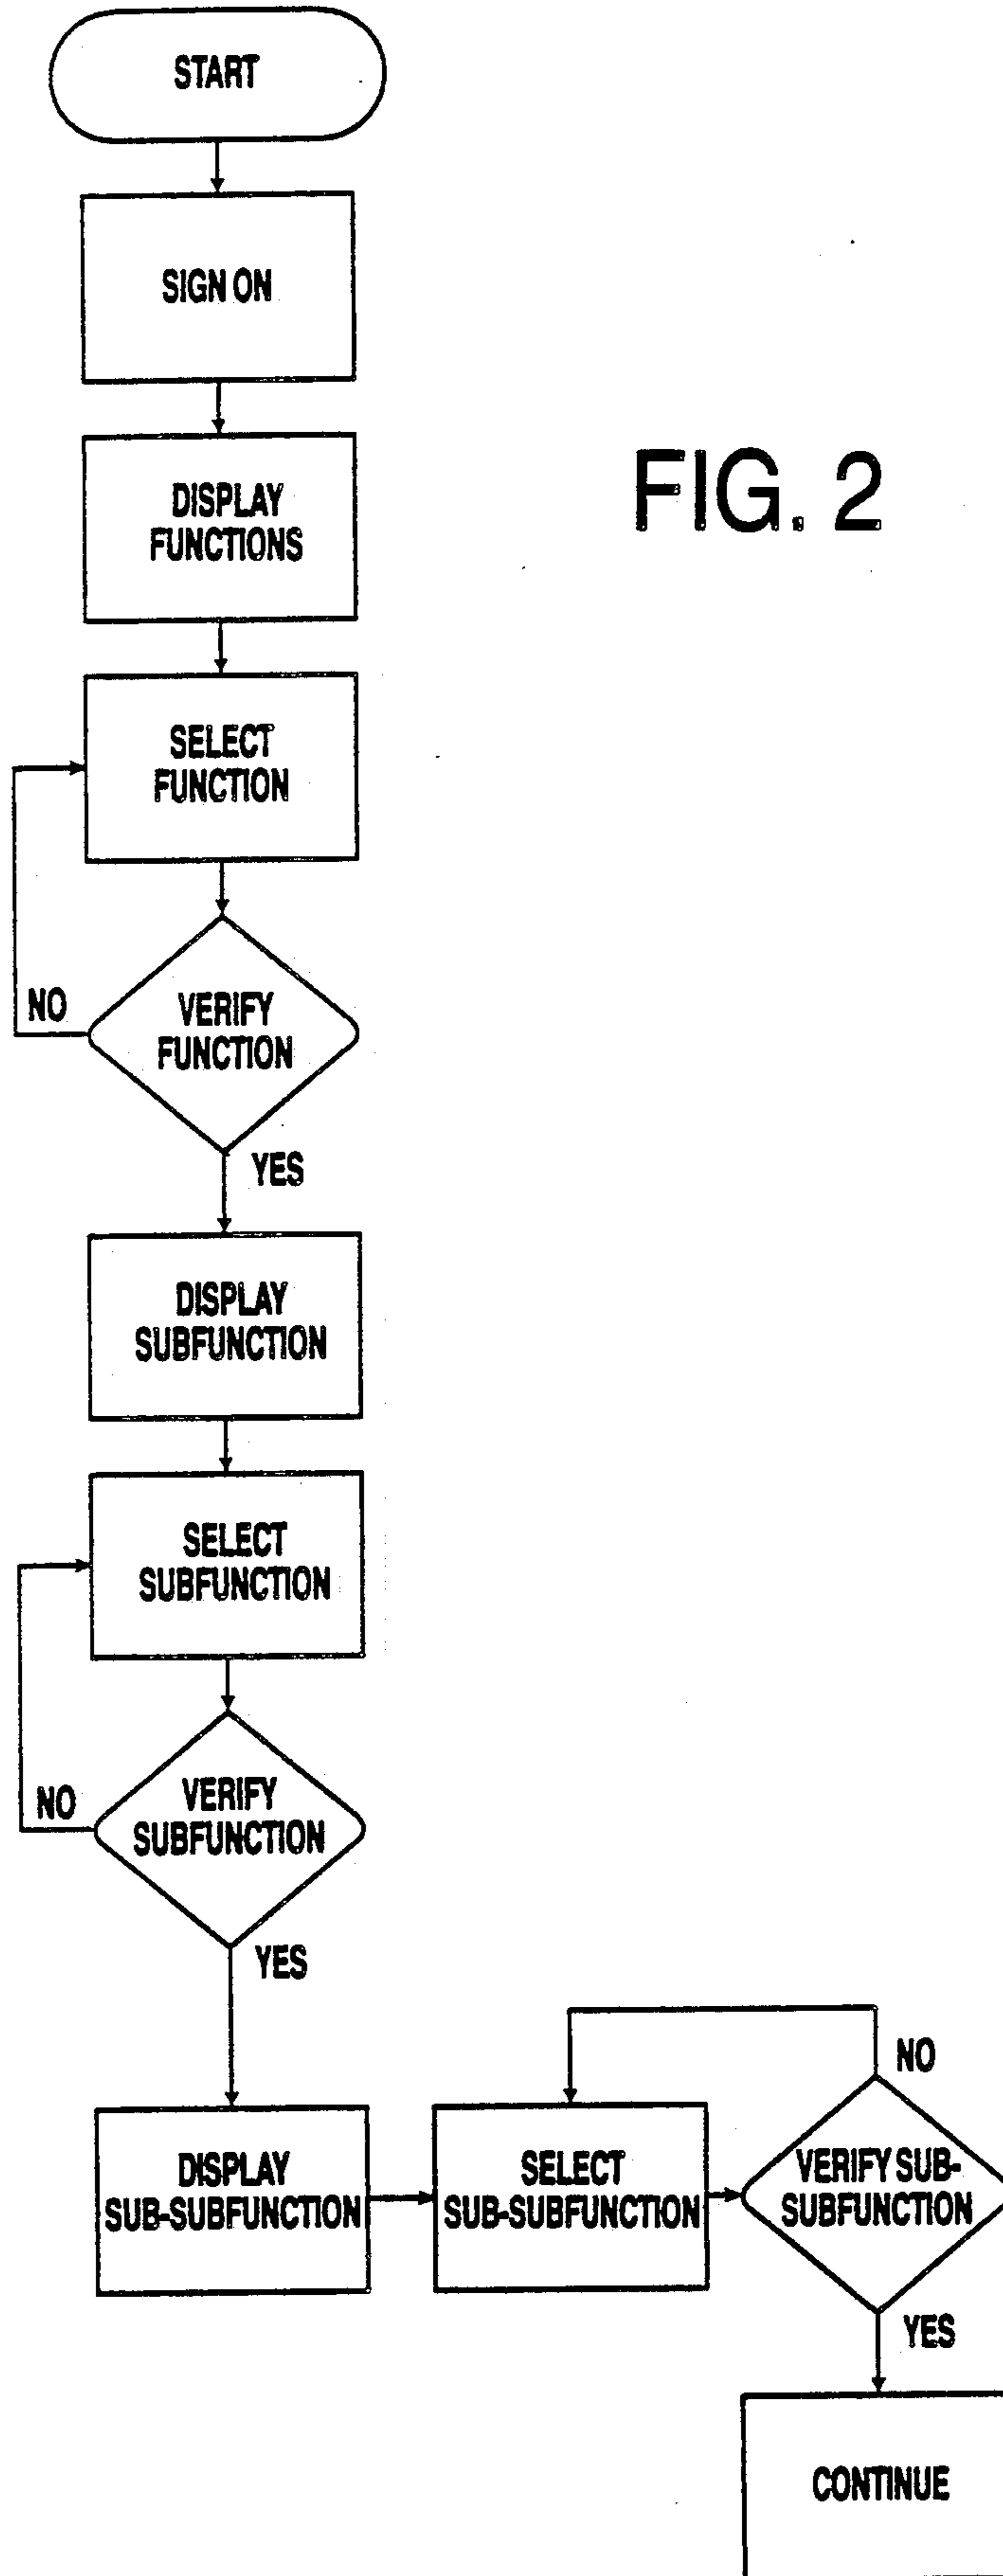 START
SIGN ON
FIG. 2
DISPLAY
FUNCTIONS
SELECT
FUNCTION
NO
VERIFY
FUNCTION
YES
DISPLAY
SUBFUNCTION
SELECT
SUBFUNCTION
NO
VERIFY
SUBFUNCTION
YES
DISPLAY
SUB-SUBFUNCTION
SELECT
SUB-SUBFUNCTION
NO
VERIFY SUB-
SUBFUNCTION
YES
CONTINUE